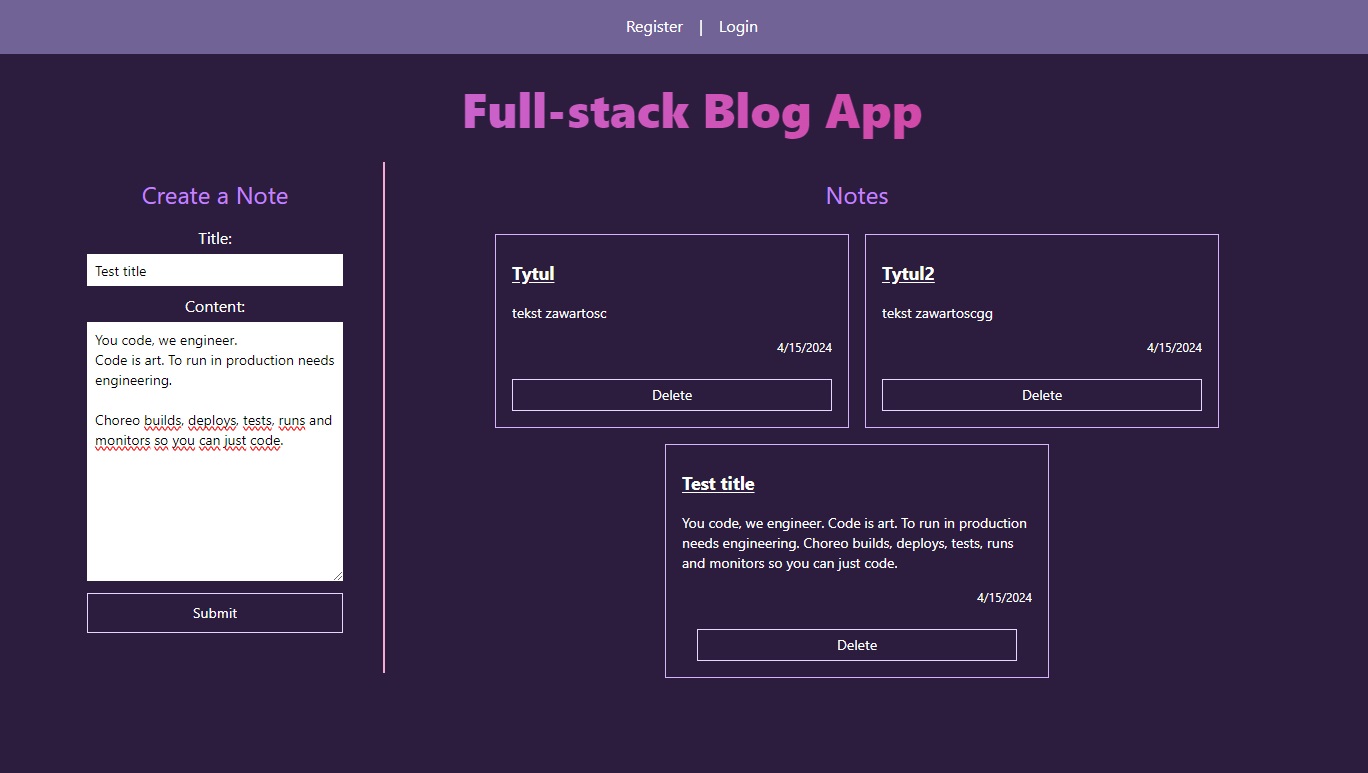 Register | Login
Full-stack Blog App
Create a Note
Title:
Test title
Content:
You code, we engineer.
Code is art. To run in production needs
engineering.
Choreo builds, deploys, tests, runs and
monitors so you can just code.
Submit
Notes
Tytul
tekst zawartosc
4/15/2024
Delete
Tytul2
tekst zawartoscgg
4/15/2024
Delete
Test title
You code, we engineer. Code is art. To run in production
needs engineering. Choreo builds, deploys, tests, runs
and monitors so you can just code.
4/15/2024
Delete